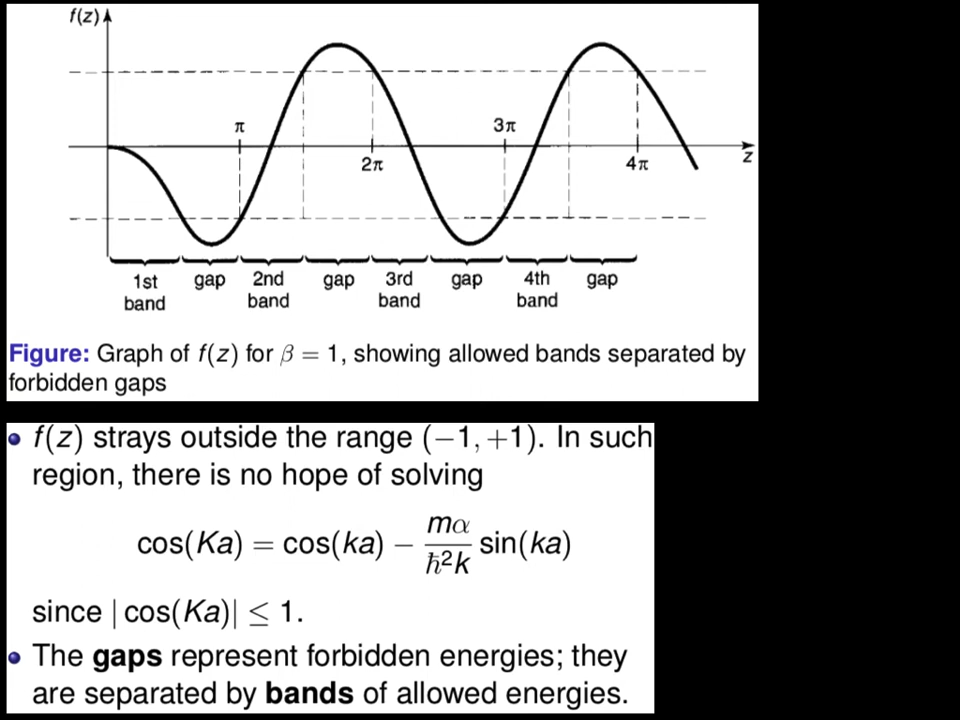 f(z)
π
3π
2π
4π
z
1st band
gap
2nd band
gap
3rd band
gap
4th band
gap
Figure: Graph of f(z) for β = 1, showing allowed bands separated by
forbidden gaps
f(z) strays outside the range (−1, +1). In such
region, there is no hope of solving
cos(Ka) = cos(ka) − mα/ħ²k sin(ka)
since | cos(Ka)| ≤ 1.
The gaps represent forbidden energies; they
are separated by bands of allowed energies.